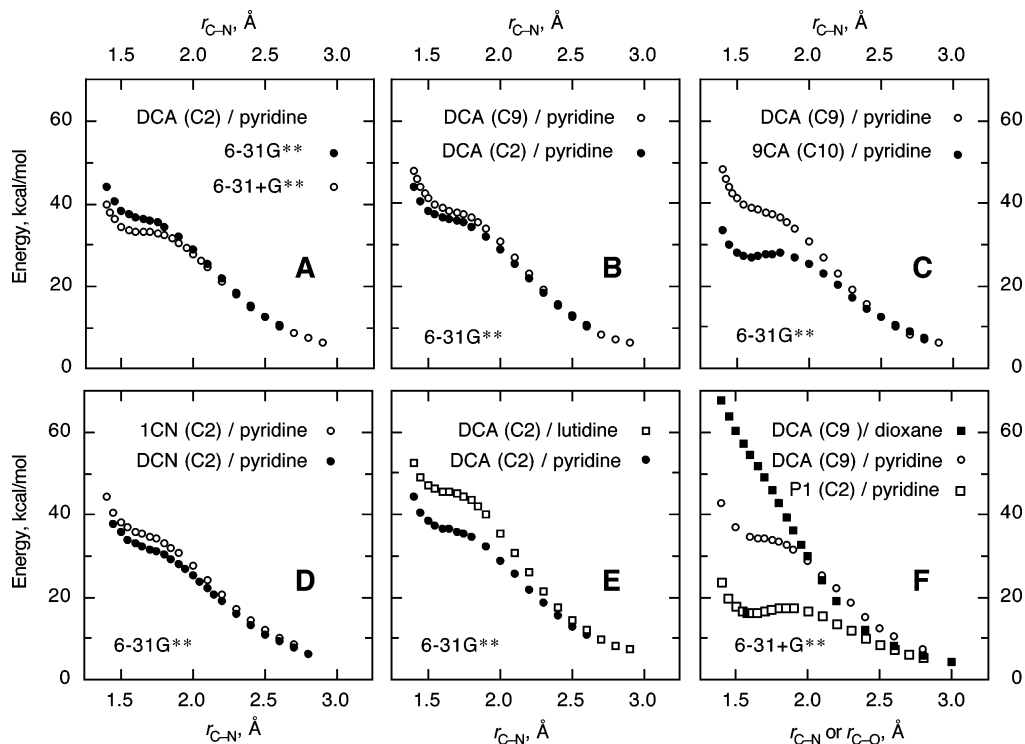 r_C–N, Å r_C–N, Å r_C–N, Å
1.5 2.0 2.5 3.0 1.5 2.0 2.5 3.0 1.5 2.0 2.5 3.0
60 DCA (C2) / pyridine DCA (C9) / pyridine DCA (C9) / pyridine 60
6-31G** DCA (C2) / pyridine 9CA (C10) / pyridine
6-31+G**
40 40
Energy, kcal/mol
A B C
20 20
6-31G** 6-31G**
0 0
60 1CN (C2) / pyridine DCA (C2) / lutidine DCA (C9 )/ dioxane 60
DCN (C2) / pyridine DCA (C2) / pyridine DCA (C9) / pyridine
P1 (C2) / pyridine
40 40
Energy, kcal/mol
D E F
20 20
6-31G** 6-31G** 6-31+G**
0 0
1.5 2.0 2.5 3.0 1.5 2.0 2.5 3.0 1.5 2.0 2.5 3.0
r_C–N, Å r_C–N, Å r_C–N or r_C–O, Å